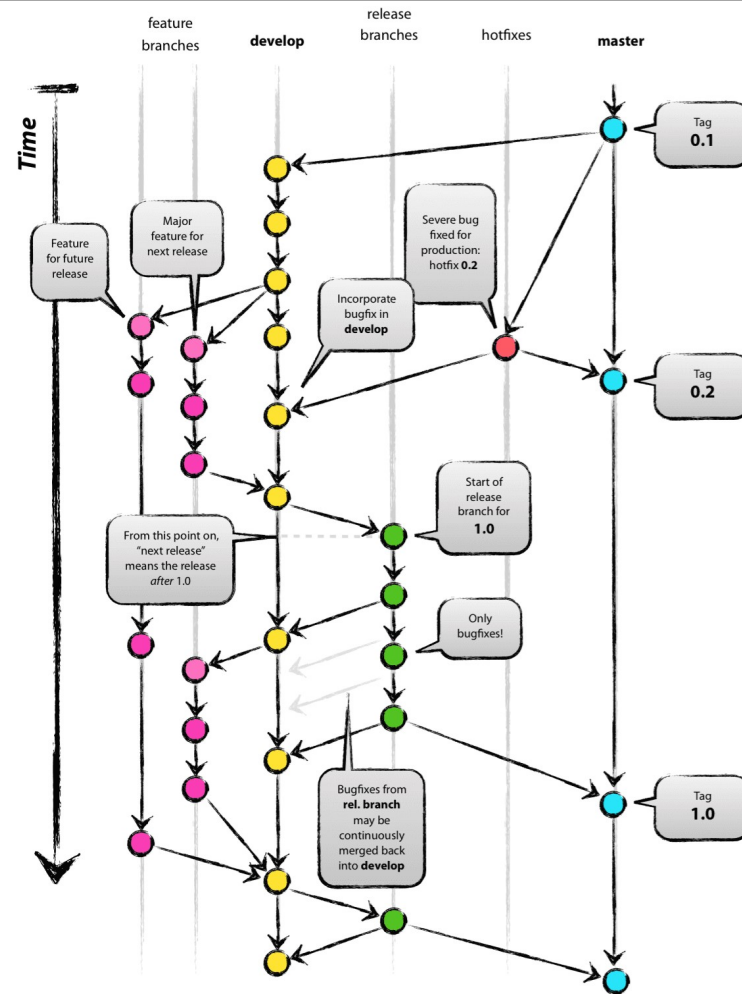 feature
branches
develop
release
branches
hotfixes
master
Time
Tag
0.1
Feature
for future
release
Major
feature for
next release
Severe bug
fixed for
production:
hotfix 0.2
Incorporate
bugfix in
develop
Tag
0.2
Start of
release
branch for
1.0
From this point on,
“next release”
means the release
after 1.0
Only
bugfixes!
Bugfixes from
rel. branch
may be
continuously
merged back
into develop
Tag
1.0